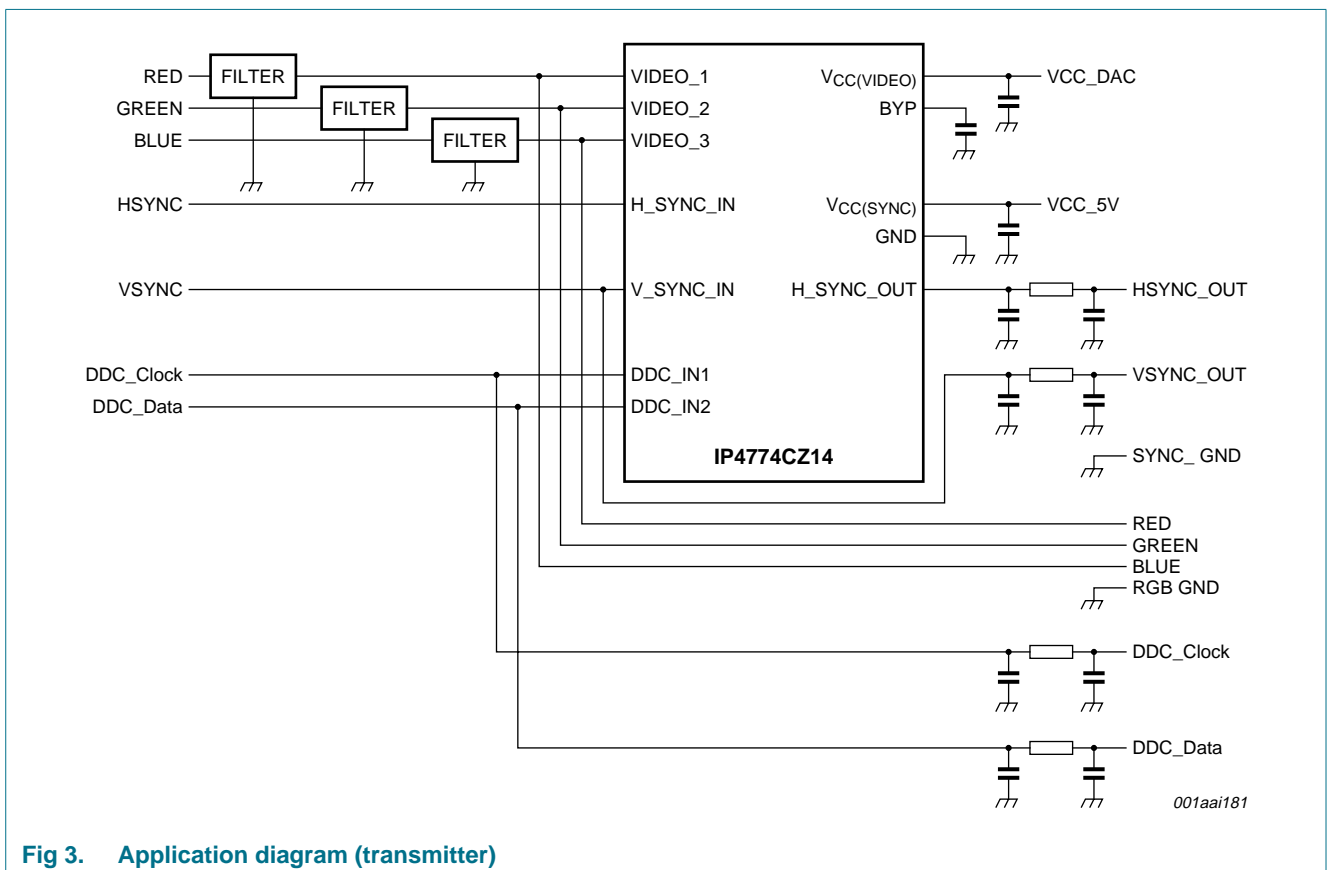 RED
FILTER
VIDEO_1
VCC(VIDEO)
VCC_DAC
GREEN
FILTER
VIDEO_2
BYP
BLUE
FILTER
VIDEO_3
HSYNC
H_SYNC_IN
VCC(SYNC)
VCC_5V
GND
VSYNC
V_SYNC_IN
H_SYNC_OUT
HSYNC_OUT
DDC_Clock
DDC_IN1
VSYNC_OUT
DDC_Data
DDC_IN2
IP4774CZ14
SYNC_ GND
RED
GREEN
BLUE
RGB GND
DDC_Clock
DDC_Data
001aai181
Fig 3. Application diagram (transmitter)